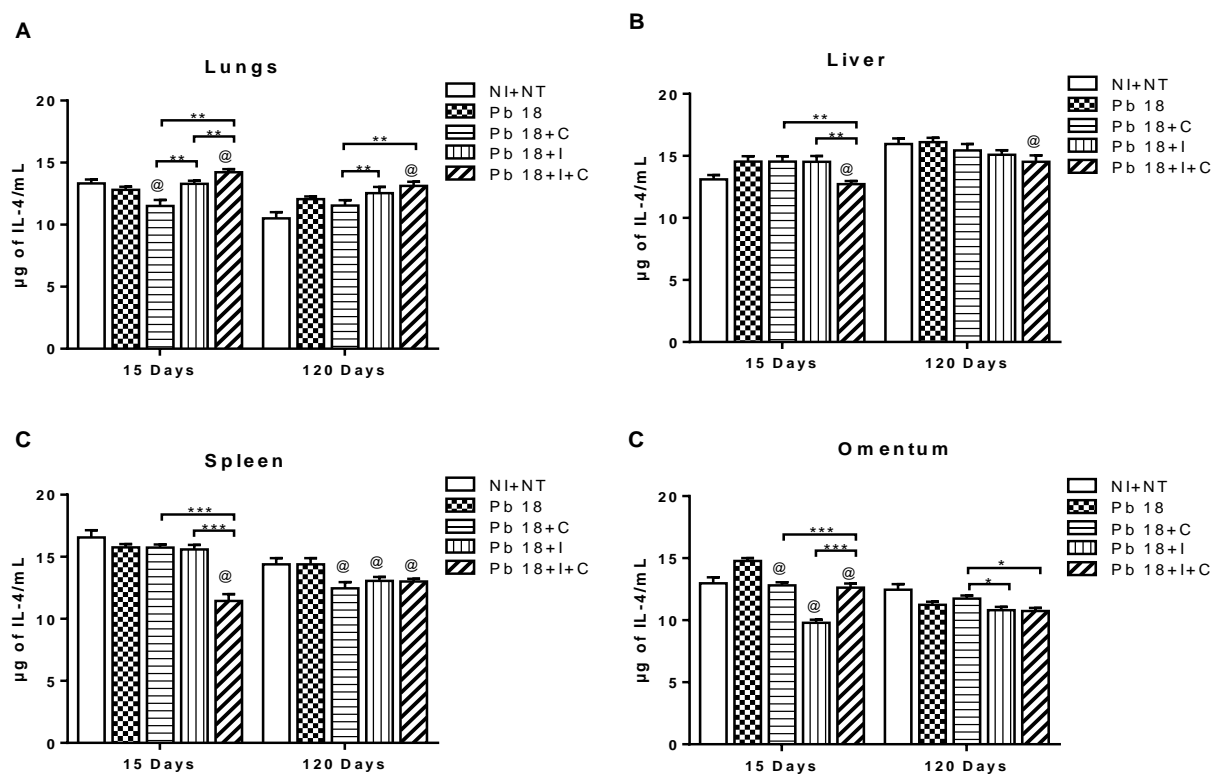 A
Lungs
µg of IL-4/mL
20
15
10
5
0
**
**
**
@
@
**
**
@
15 Days
120 Days
NI+NT
Pb 18
Pb 18+C
Pb 18+I
Pb 18+I+C
B
Liver
µg of IL-4/mL
20
15
10
5
0
**
**
@
@
15 Days
120 Days
NI+NT
Pb 18
Pb 18+C
Pb 18+I
Pb 18+I+C
C
Spleen
µg of IL-4/mL
20
15
10
5
0
***
***
@
@
@
@
15 Days
120 Days
NI+NT
Pb 18
Pb 18+C
Pb 18+I
Pb 18+I+C
C
Omentum
µg of IL-4/mL
20
15
10
5
0
***
***
@
@
@
*
*
15 Days
120 Days
NI+NT
Pb 18
Pb 18+C
Pb 18+I
Pb 18+I+C